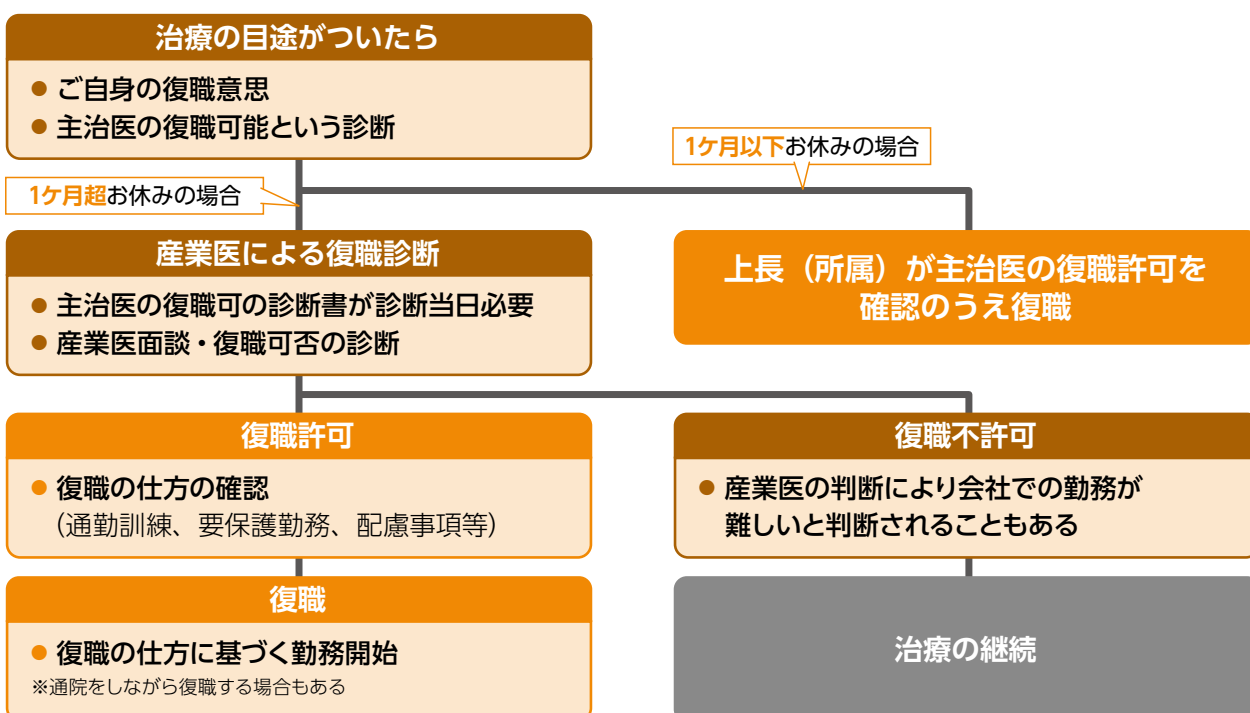 治療の目途がついたら
● ご自身の復職意思
● 主治医の復職可能という診断
1ケ月以下お休みの場合
1ケ月超お休みの場合
産業医による復職診断
● 主治医の復職可の診断書が診断当日必要
● 産業医面談・復職可否の診断
上長（所属）が主治医の復職許可を
確認のうえ復職
復職許可
● 復職の仕方の確認
（通勤訓練、要保護勤務、配慮事項等）
復職不許可
● 産業医の判断により会社での勤務が
難しいと判断されることもある
復職
● 復職の仕方に基づく勤務開始
※通院をしながら復職する場合もある
治療の継続